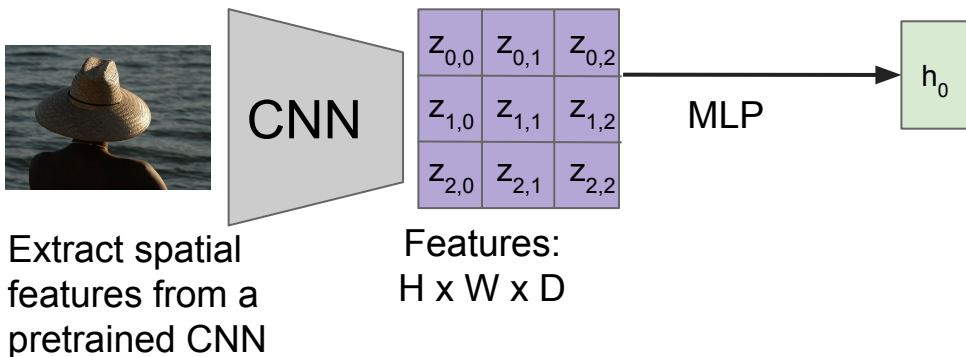 CNN
z0,0 z0,1 z0,2
z1,0 z1,1 z1,2
z2,0 z2,1 z2,2
MLP
h0
Extract spatial
features from a
pretrained CNN
Features:
H x W x D